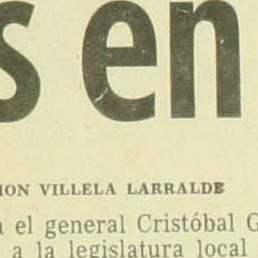 s en
ION VILLELA LARRALDE
a el general Cristóbal G
a la legislatura local